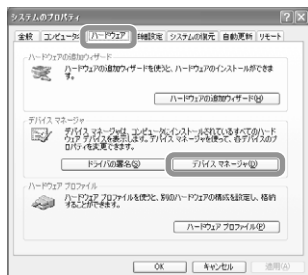 システムのプロパティ
全般 コンピュータ名 ハードウェア 詳細設定 システムの復元 自動更新 リモート
ハードウェアの追加ウィザード
ハードウェアの追加ウィザードを使うと、ハードウェアのインストールができます。
ハードウェアの追加ウィザード(H)
デバイス マネージャ
デバイス マネージャは、コンピュータにインストールされているすべてのハード
ウェア デバイスを表示します。デバイス マネージャを使って、各デバイスのプ
ロパティを変更できます。
ドライバの署名(S)
デバイス マネージャ(D)
ハードウェア プロファイル
ハードウェア プロファイルを使うと、別のハードウェアの構成を設定し、格納
することができます。
ハードウェア プロファイル(P)
OK キャンセル 適用(A)